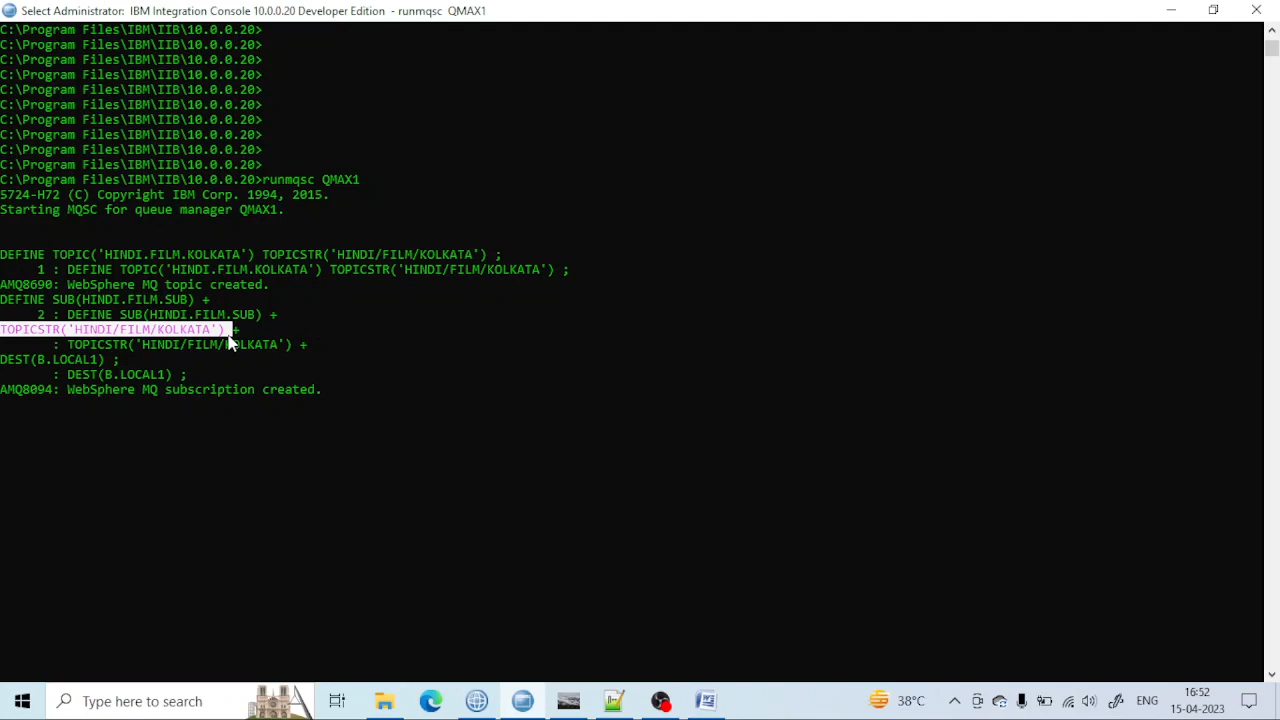 Select Administrator: IBM Integration Console 10.0.0.20 Developer Edition - runmqsc QMAX1
C:\Program Files\IBM\IIB\10.0.0.20>
C:\Program Files\IBM\IIB\10.0.0.20>
C:\Program Files\IBM\IIB\10.0.0.20>
C:\Program Files\IBM\IIB\10.0.0.20>
C:\Program Files\IBM\IIB\10.0.0.20>
C:\Program Files\IBM\IIB\10.0.0.20>
C:\Program Files\IBM\IIB\10.0.0.20>
C:\Program Files\IBM\IIB\10.0.0.20>
C:\Program Files\IBM\IIB\10.0.0.20>
C:\Program Files\IBM\IIB\10.0.0.20>
C:\Program Files\IBM\IIB\10.0.0.20>runmqsc QMAX1
5724-H72 (C) Copyright IBM Corp. 1994, 2015.
Starting MQSC for queue manager QMAX1.
DEFINE TOPIC('HINDI.FILM.KOLKATA') TOPICSTR('HINDI/FILM/KOLKATA') ;
1 : DEFINE TOPIC('HINDI.FILM.KOLKATA') TOPICSTR('HINDI/FILM/KOLKATA') ;
AMQ8690: WebSphere MQ topic created.
DEFINE SUB(HINDI.FILM.SUB) +
2 : DEFINE SUB(HINDI.FILM.SUB) +
TOPICSTR('HINDI/FILM/KOLKATA') +
: TOPICSTR('HINDI/FILM/KOLKATA') +
DEST(B.LOCAL1) ;
: DEST(B.LOCAL1) ;
AMQ8094: WebSphere MQ subscription created.
Type here to search
38°C
ENG
16:52
15-04-2023